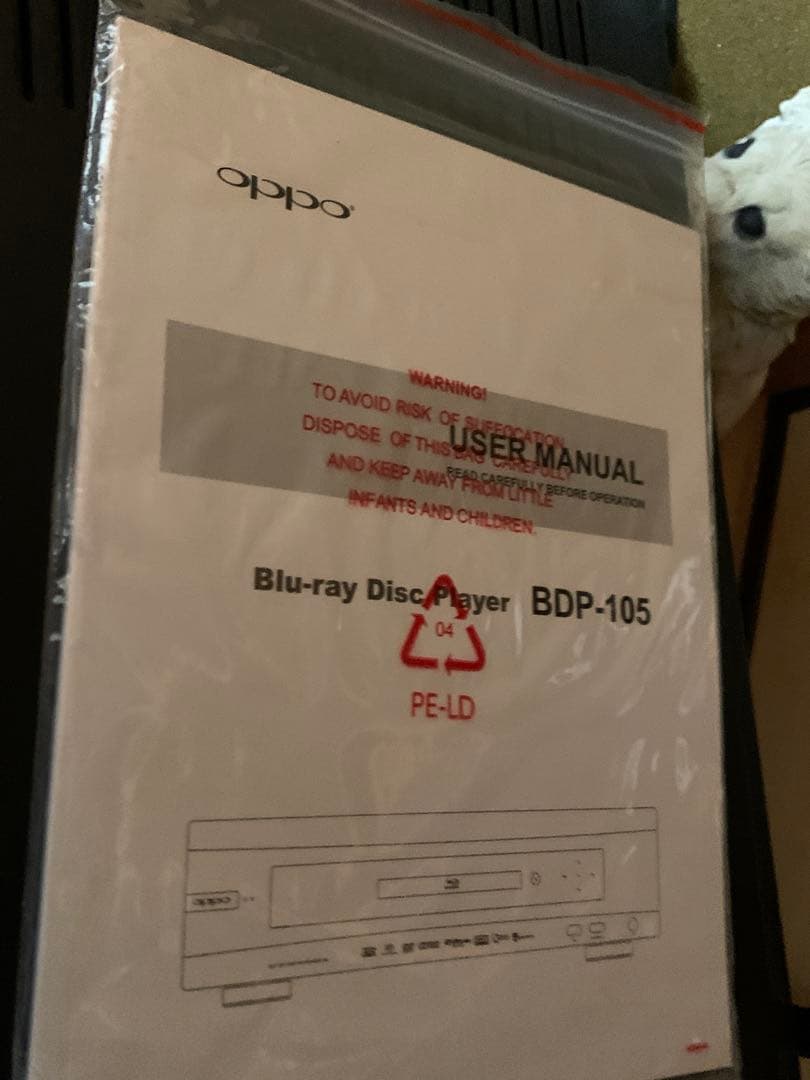 oppo®
WARNING!
TO AVOID RISK OF SUFFOCATION
DISPOSE OF THIS BAG CAREFULLY
AND KEEP AWAY FROM LITTLE
INFANTS AND CHILDREN.
USER MANUAL
READ CAREFULLY BEFORE OPERATION
Blu-ray Disc Player BDP-105
04
PE-LD
oppo